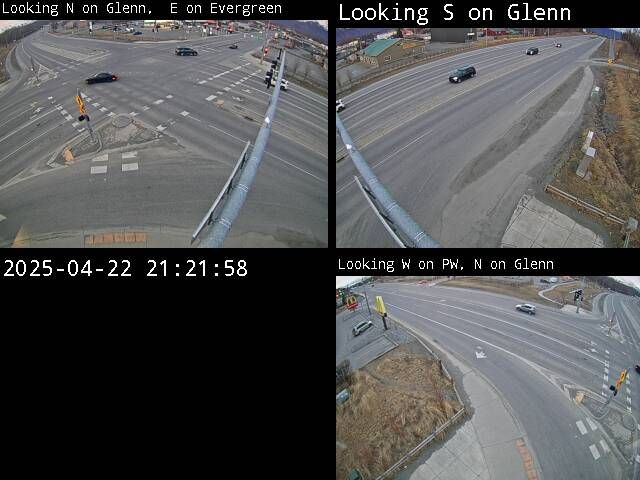 Looking N on Glenn,  E on Evergreen
Looking S on Glenn
2025-04-22 21:21:58
Looking W on PW, N on Glenn